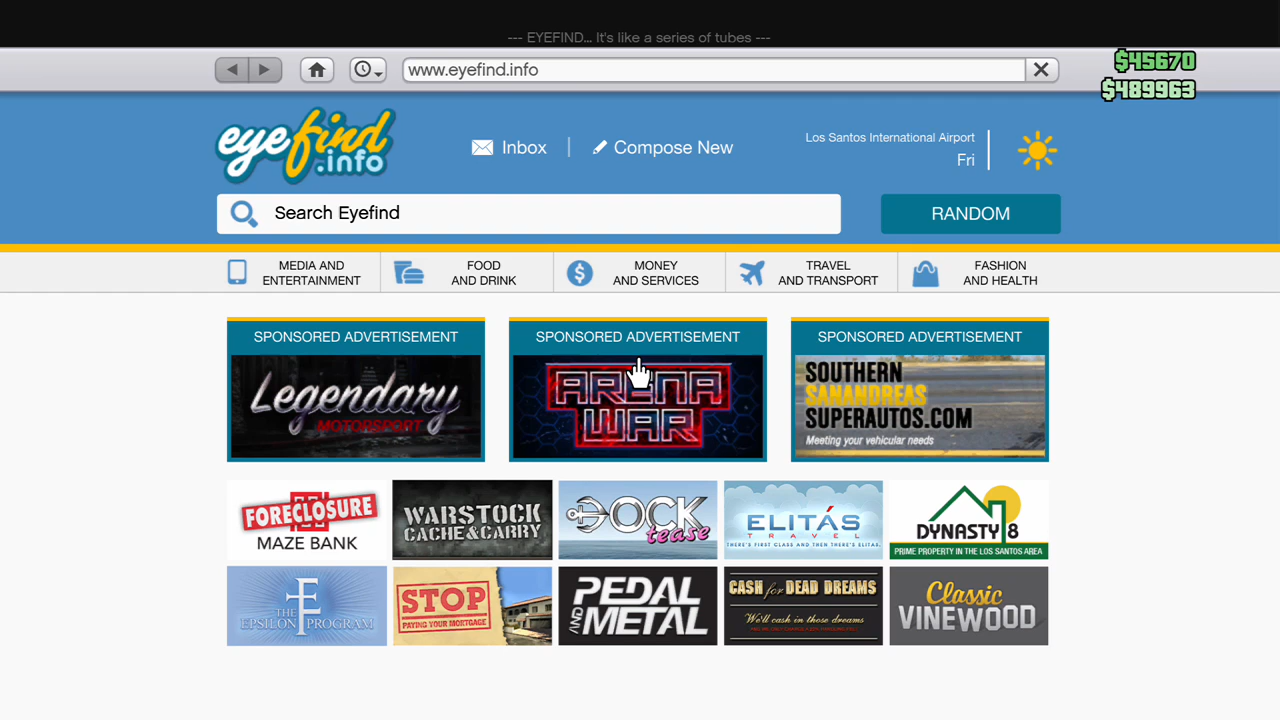 --- EYEFIND... It's like a series of tubes ---
www.eyefind.info
$45670
$489963
eyefind
.info
Inbox
Compose New
Los Santos International Airport
Fri
Search Eyefind
RANDOM
MEDIA AND
ENTERTAINMENT
FOOD
AND DRINK
MONEY
AND SERVICES
TRAVEL
AND TRANSPORT
FASHION
AND HEALTH
SPONSORED ADVERTISEMENT
Legendary
MOTORSPORT
SPONSORED ADVERTISEMENT
ARENA
WAR
SPONSORED ADVERTISEMENT
SOUTHERN
SANANDREAS
SUPERAUTOS.COM
Meeting your vehicular needs
FORECLOSURE
MAZE BANK
WARSTOCK
CACHE&CARRY
DOCK
tease
ELITÁS
TRAVEL
THERE'S FIRST CLASS AND THEN THERE'S ELITAS.
DYNASTY 8
PRIME PROPERTY IN THE LOS SANTOS AREA
THE
EPSILON PROGRAM
STOP
PAYING YOUR MORTGAGE
PEDAL
AND METAL
CASH for DEAD DREAMS
We'll cash in those dreams
Classic
VINEWOOD